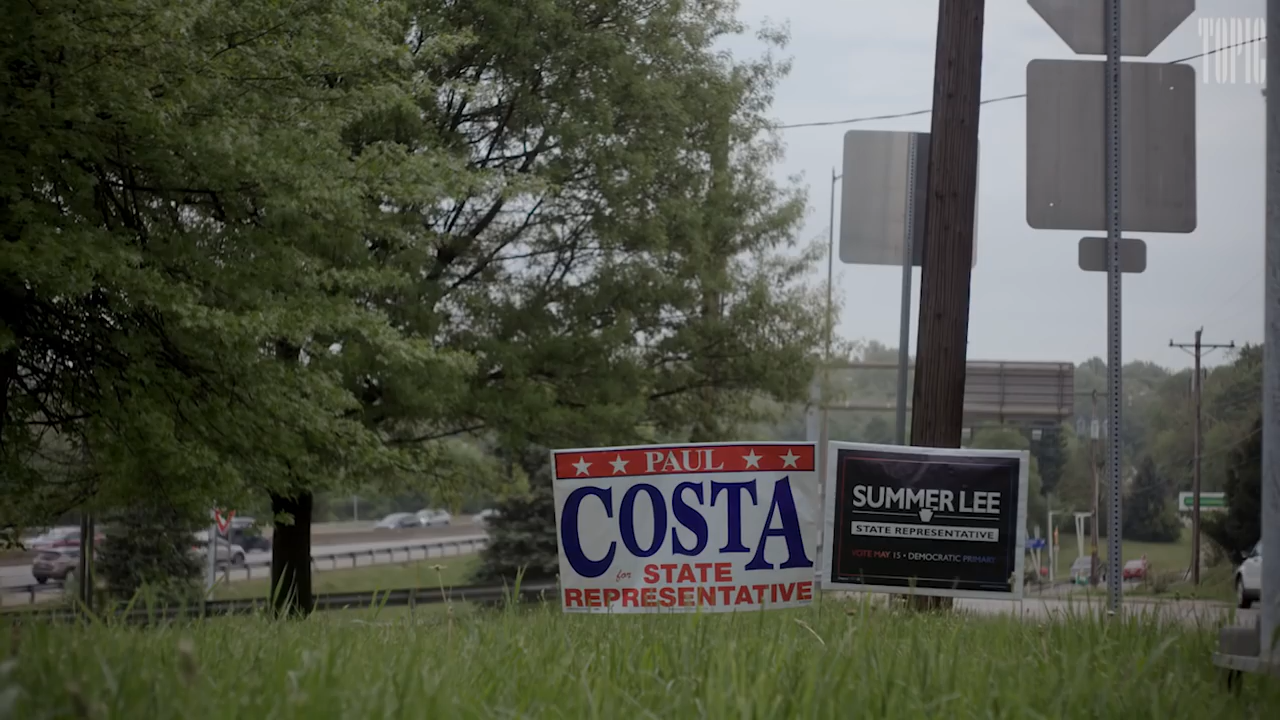 TOPIC
PAUL
COSTA
for STATE
REPRESENTATIVE
SUMMER LEE
STATE REPRESENTATIVE
VOTE MAY 15 • DEMOCRATIC PRIMARY